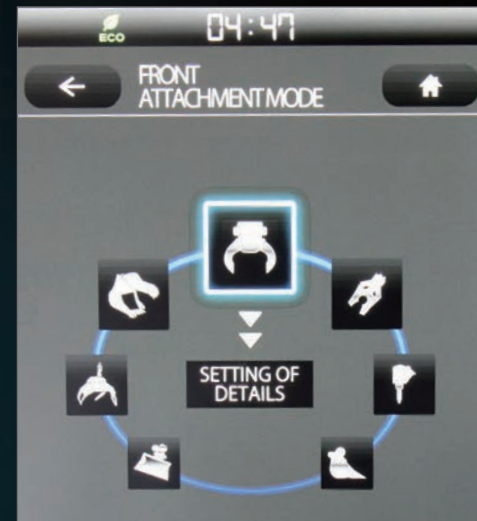 ECO
04:47
FRONT
ATTACHMENT MODE
SETTING OF
DETAILS